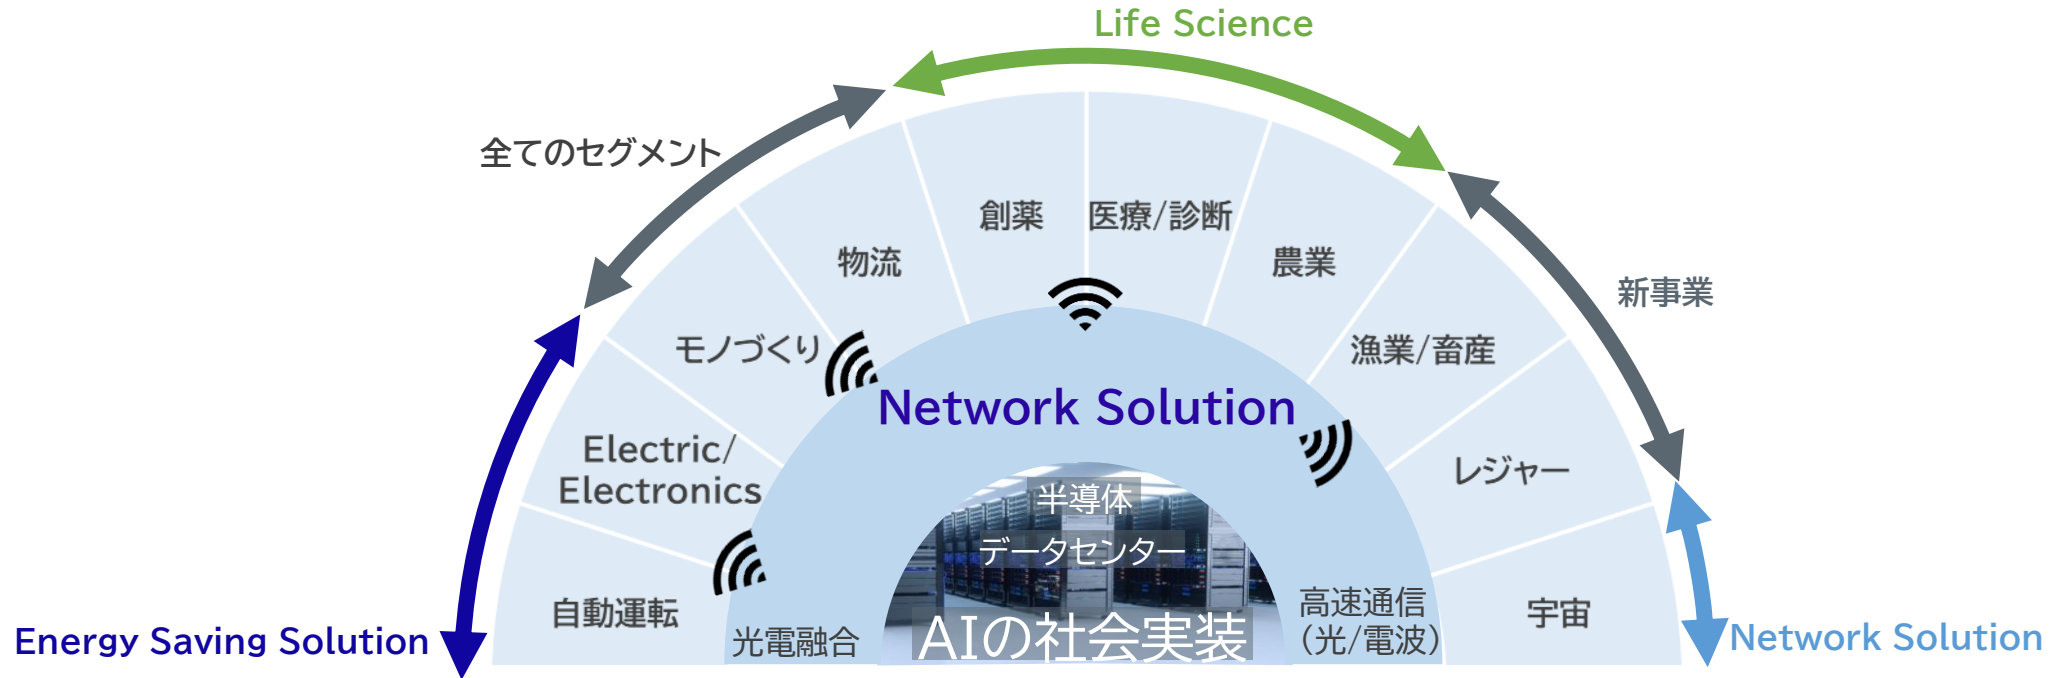 Life Science
全てのセグメント
創薬
医療/診断
物流
農業
新事業
モノづくり
漁業/畜産
Network Solution
Electric/
Electronics
レジャー
半導体
データセンター
自動運転
高速通信
(光/電波)
宇宙
Energy Saving Solution
光電融合
AIの社会実装
Network Solution